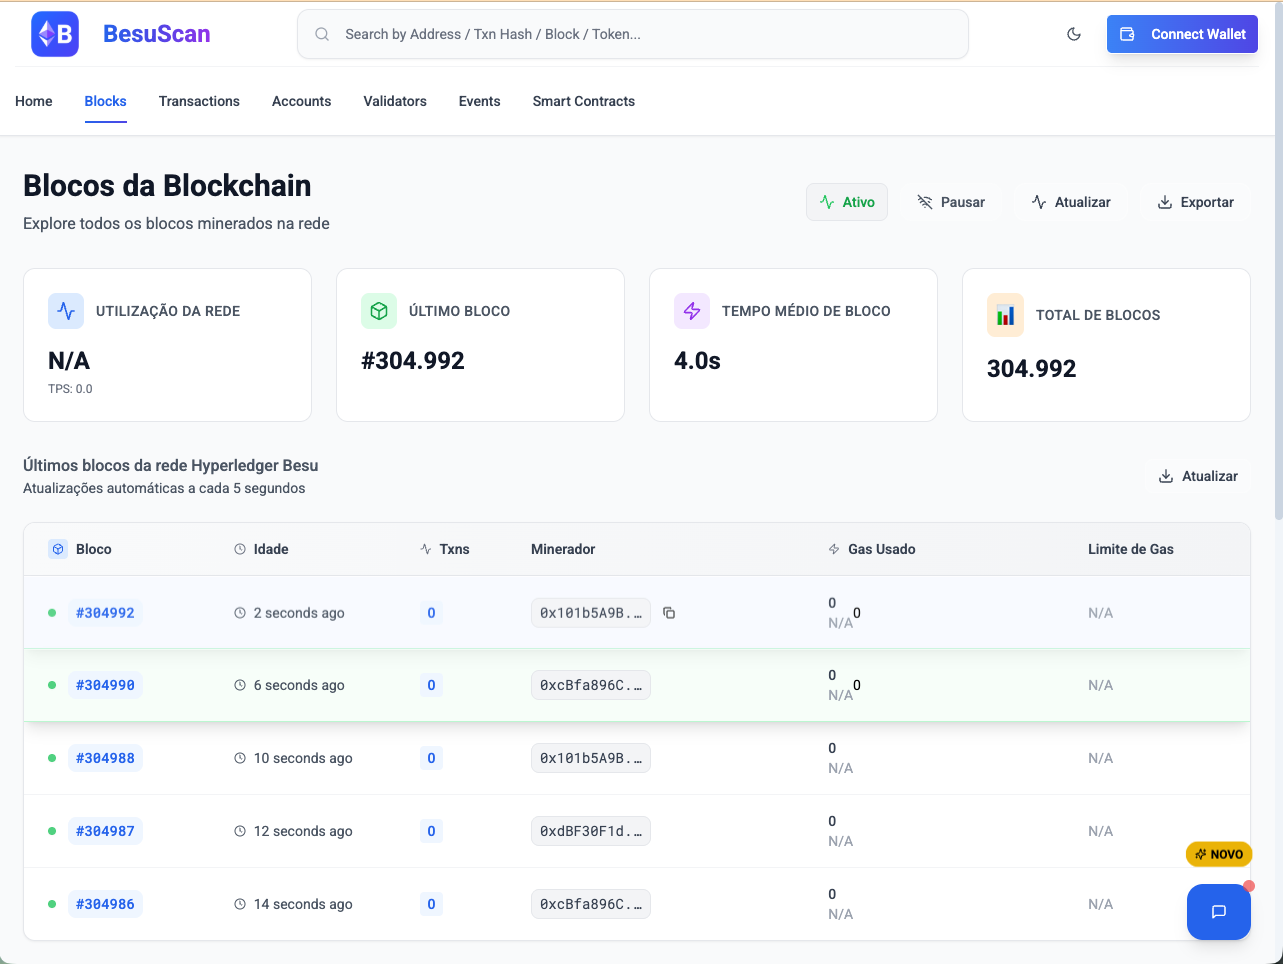 B BesuScan
Search by Address / Txn Hash / Block / Token...
Connect Wallet
Home Blocks Transactions Accounts Validators Events Smart Contracts
Blocos da Blockchain
Explore todos os blocos minerados na rede
Ativo Pausar Atualizar Exportar
UTILIZAÇÃO DA REDE
N/A
TPS: 0.0
ÚLTIMO BLOCO
#304.992
TEMPO MÉDIO DE BLOCO
4.0s
TOTAL DE BLOCOS
304.992
Últimos blocos da rede Hyperledger Besu
Atualizações automáticas a cada 5 segundos
Atualizar
Bloco Idade Txns Minerador Gas Usado Limite de Gas
#304992 2 seconds ago 0 0x101b5A9B.… 0 N/A 0 N/A
#304990 6 seconds ago 0 0xcBfa896C.… 0 N/A 0 N/A
#304988 10 seconds ago 0 0x101b5A9B.… 0 N/A N/A
#304987 12 seconds ago 0 0xdBF30F1d.… 0 N/A N/A
#304986 14 seconds ago 0 0xcBfa896C.… 0 N/A N/A
NOVO